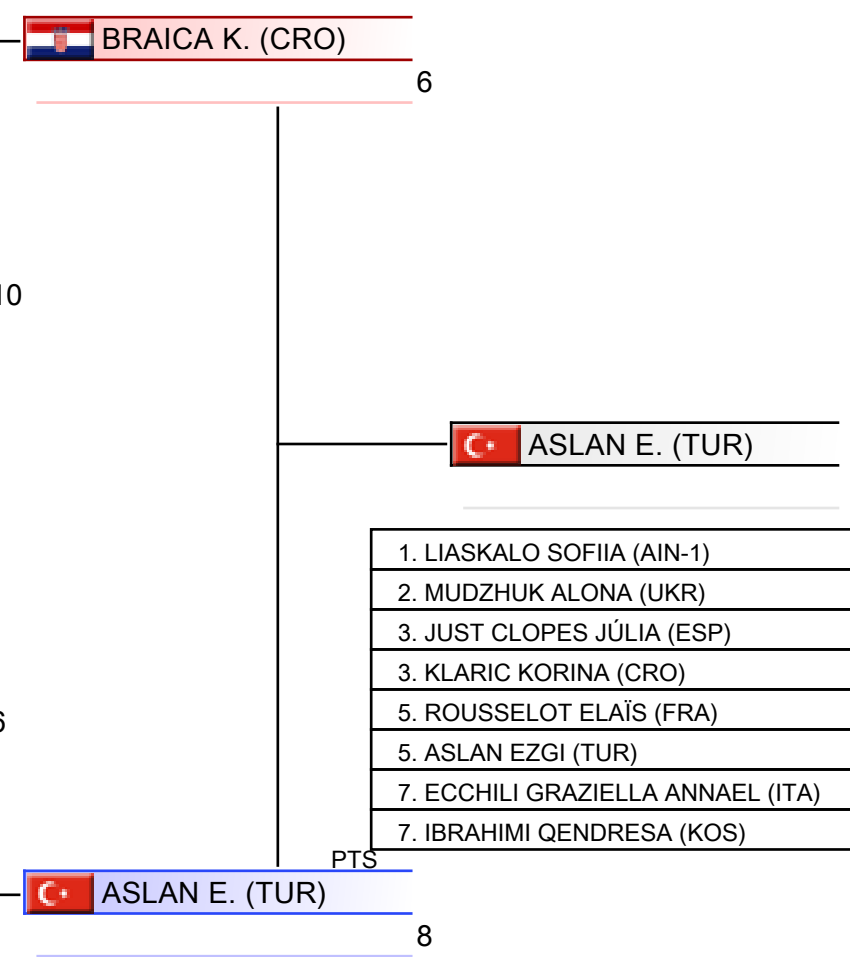 BRAICA K. (CRO)
6
10
ASLAN E. (TUR)
1. LIASKALO SOFIIA (AIN-1)
2. MUDZHUK ALONA (UKR)
3. JUST CLOPES JÚLIA (ESP)
3. KLARIC KORINA (CRO)
5. ROUSSELOT ELAÏS (FRA)
6
5. ASLAN EZGI (TUR)
7. ECCHILI GRAZIELLA ANNAEL (ITA)
7. IBRAHIMI QENDRESA (KOS)
PTS
ASLAN E. (TUR)
8